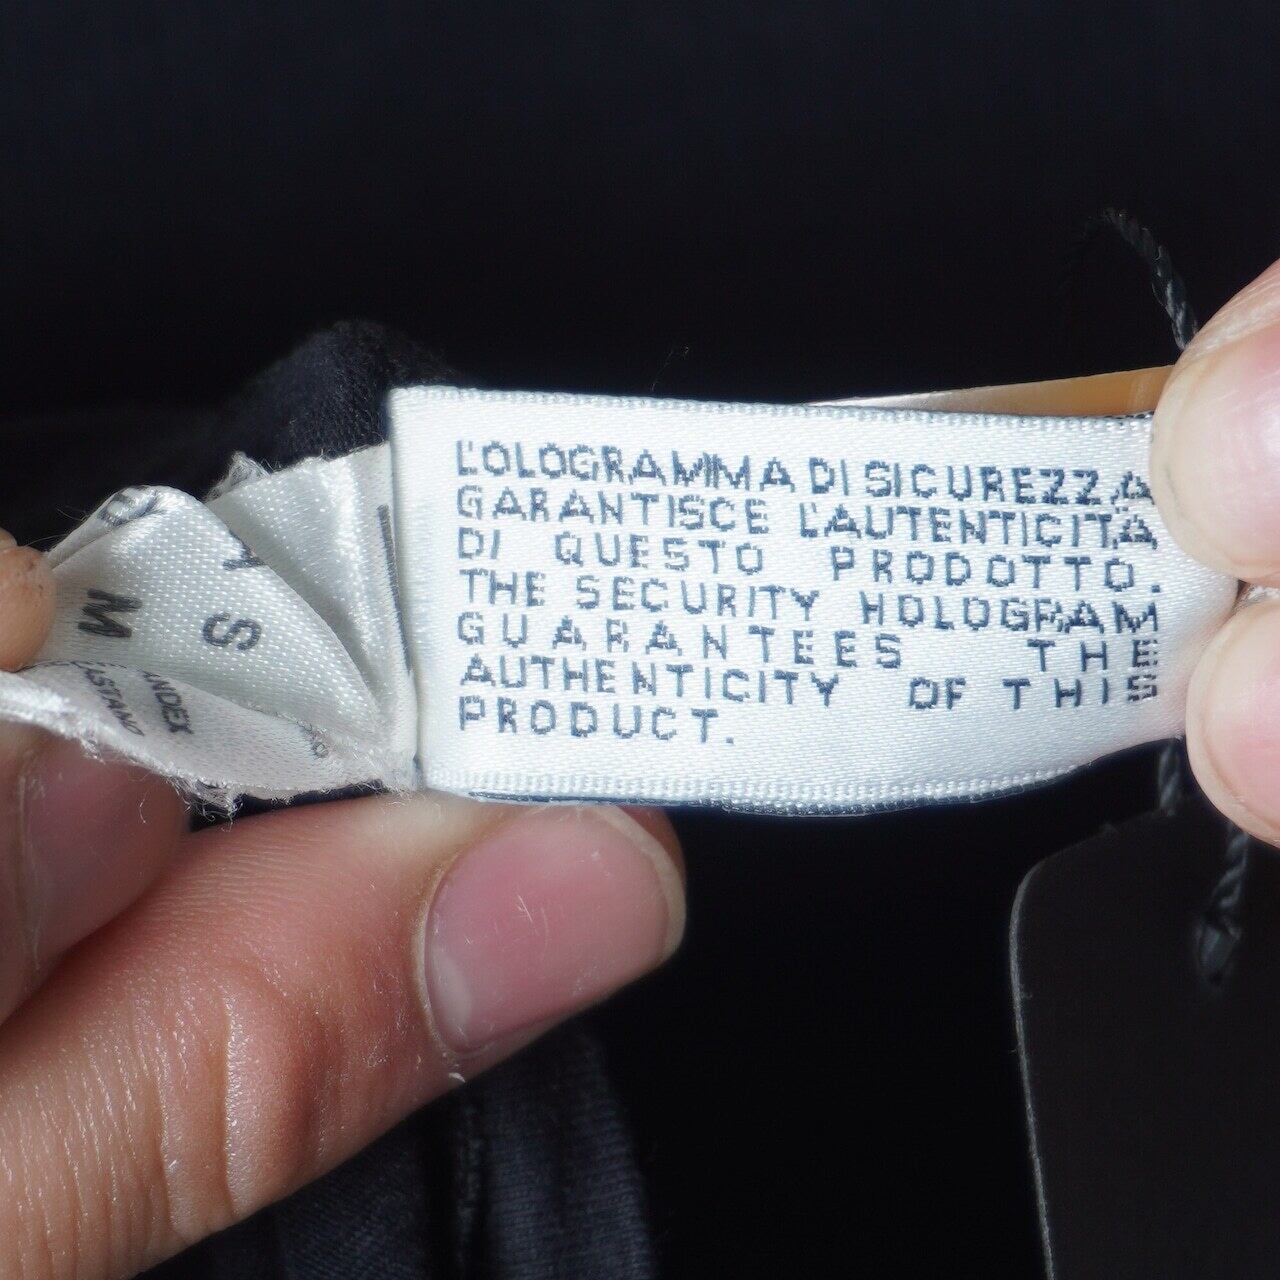 L'OLOGRAMMA DI SICUREZZA
GARANTISCE L'AUTENTICITÀ
DI QUESTO PRODOTTO.
THE SECURITY HOLOGRAM
GUARANTEES THE
AUTHENTICITY OF THIS
PRODUCT.
M
S